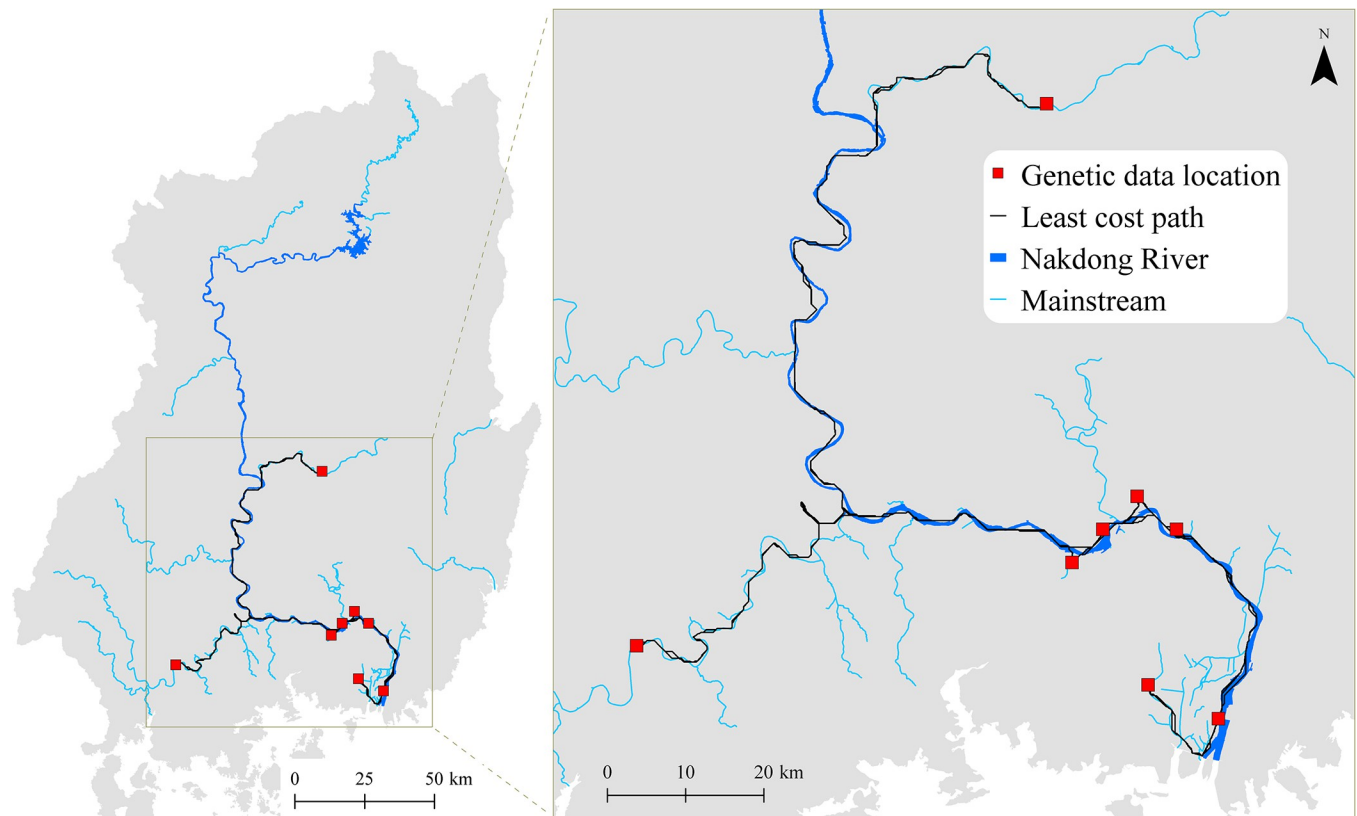 N
Genetic data location
Least cost path
Nakdong River
Mainstream
0 25 50 km
0 10 20 km